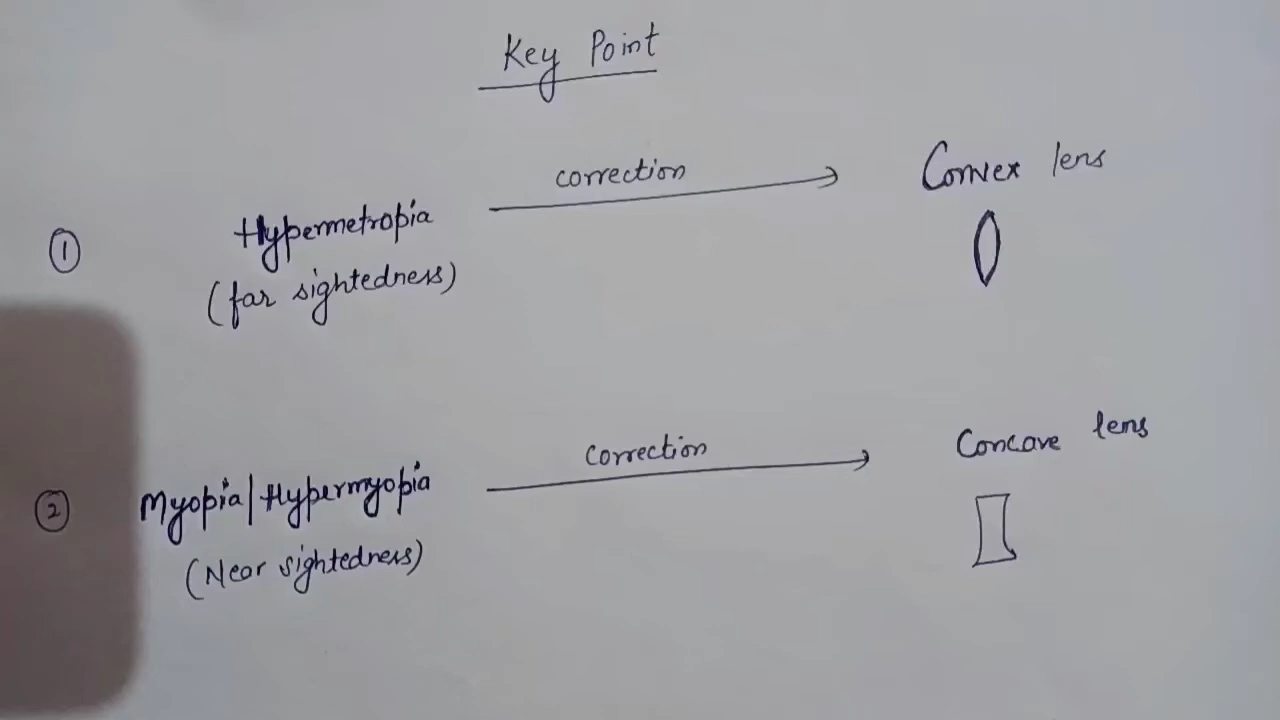 Key Point
correction
Convex lens
① Hypermetropia
(far sightedness)
correction
Concave lens
② Myopia/Hypermyopia
(Near sightedness)